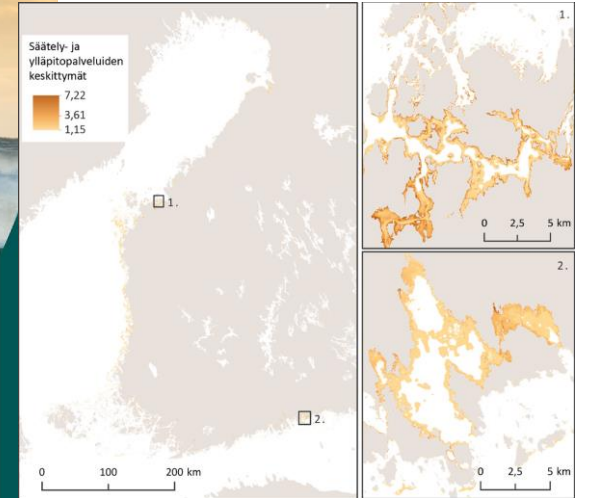 Säätely- ja
ylläpitopalveluiden
keskittymät
7,22
3,61
1,15
1.
2.
0 100 200 km
1.
0 2,5 5 km
2.
0 2,5 5 km